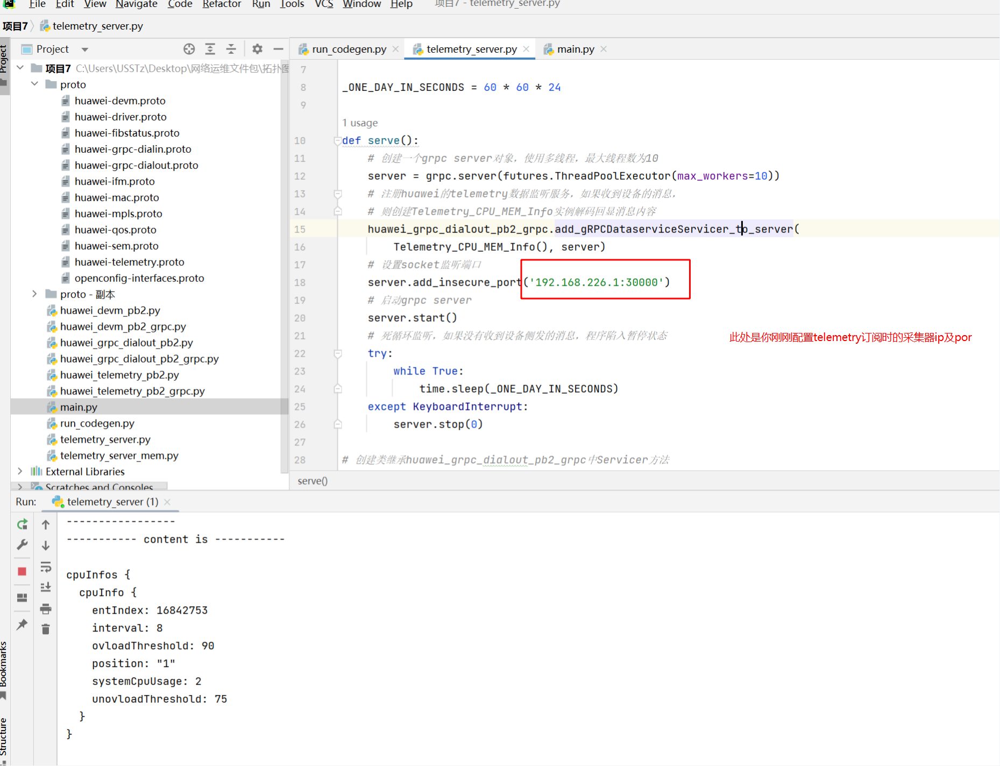 File Edit View Navigate Code Refactor Run Tools VCS Window Help 项目7 - telemetry_server.py
项目7 telemetry_server.py
Project
Project
run_codegen.py telemetry_server.py main.py
项目7 C:\Users\USSTz\Desktop\网络运维文件包\拓扑图
proto
huawei-devm.proto
huawei-driver.proto
huawei-fibstatus.proto
huawei-grpc-dialin.proto
huawei-grpc-dialout.proto
huawei-ifm.proto
huawei-mac.proto
huawei-mpls.proto
huawei-qos.proto
huawei-sem.proto
huawei-telemetry.proto
openconfig-interfaces.proto
proto - 副本
huawei_devm_pb2.py
huawei_devm_pb2_grpc.py
huawei_grpc_dialout_pb2.py
huawei_grpc_dialout_pb2_grpc.py
huawei_telemetry_pb2.py
huawei_telemetry_pb2_grpc.py
main.py
run_codegen.py
telemetry_server.py
telemetry_server_mem.py
External Libraries
Scratches and Consoles
7
8 _ONE_DAY_IN_SECONDS = 60 * 60 * 24
9
1 usage
10 def serve():
11 # 创建一个grpc server对象，使用多线程，最大线程数为10
12 server = grpc.server(futures.ThreadPoolExecutor(max_workers=10))
13 # 注册huawei的telemetry数据监听服务，如果收到设备的消息，
14 # 则创建Telemetry_CPU_MEM_Info实例解码回显消息内容
15 huawei_grpc_dialout_pb2_grpc.add_gRPCDataserviceServicer_to_server(
16 Telemetry_CPU_MEM_Info(), server)
17 # 设置socket监听端口
18 server.add_insecure_port('192.168.226.1:30000')
19 # 启动grpc server
20 server.start()
21 # 死循环监听，如果没有收到设备侧发的消息，程序陷入暂停状态
此处是你刚刚配置telemetry订阅时的采集器ip及por
22 try:
23 while True:
24 time.sleep(_ONE_DAY_IN_SECONDS)
25 except KeyboardInterrupt:
26 server.stop(0)
27
28 # 创建类继承huawei_grpc_dialout_pb2_grpc中Servicer方法
serve()
Run: telemetry_server (1)
-----------------
----------- content is -----------
cpuInfos {
cpuInfo {
entIndex: 16842753
interval: 8
ovloadThreshold: 90
position: "1"
systemCpuUsage: 2
unovloadThreshold: 75
}
}
Bookmarks
Structure